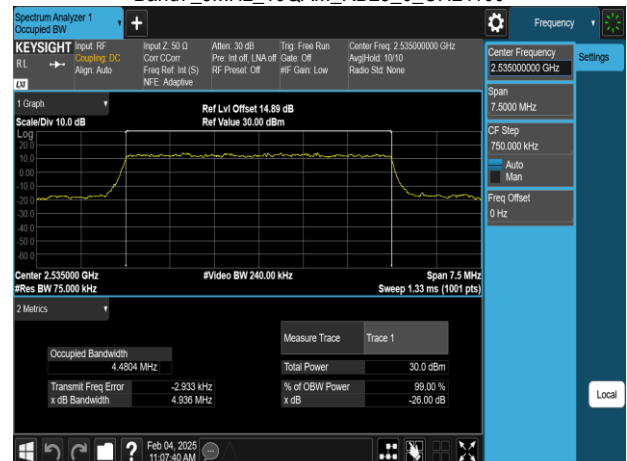 Spectrum Analyzer 1
Occupied BW
Frequency
KEYSIGHT
RL
LXI
Input: RF
Coupling: DC
Align: Auto
Input Z: 50 Ω
Corr CCorr
Freq Ref: Int (S)
NFE: Adaptive
Atten: 30 dB
Pre: Int off, LNA off
RF Preset: Off
Trig: Free Run
Gate: Off
#IF Gain: Low
Center Freq: 2.535000000 GHz
Avg|Hold: 10/10
Radio Std: None
Center Frequency
2.535000000 GHz
Settings
Span
7.5000 MHz
CF Step
750.000 kHz
Auto
Man
Freq Offset
0 Hz
Local
1 Graph
Scale/Div 10.0 dB
Ref Lvl Offset 14.89 dB
Ref Value 30.00 dBm
Log
20.0
10.0
0.00
-10.0
-20.0
-30.0
-40.0
-50.0
-60.0
Center 2.535000 GHz
#Video BW 240.00 kHz
Span 7.5 MHz
#Res BW 75.000 kHz
Sweep 1.33 ms (1001 pts)
2 Metrics
Measure Trace Trace 1
Occupied Bandwidth
4.4804 MHz
Total Power 30.0 dBm
Transmit Freq Error -2.933 kHz
% of OBW Power 99.00 %
x dB Bandwidth 4.936 MHz
x dB -26.00 dB
Feb 04, 2025
11:07:40 AM